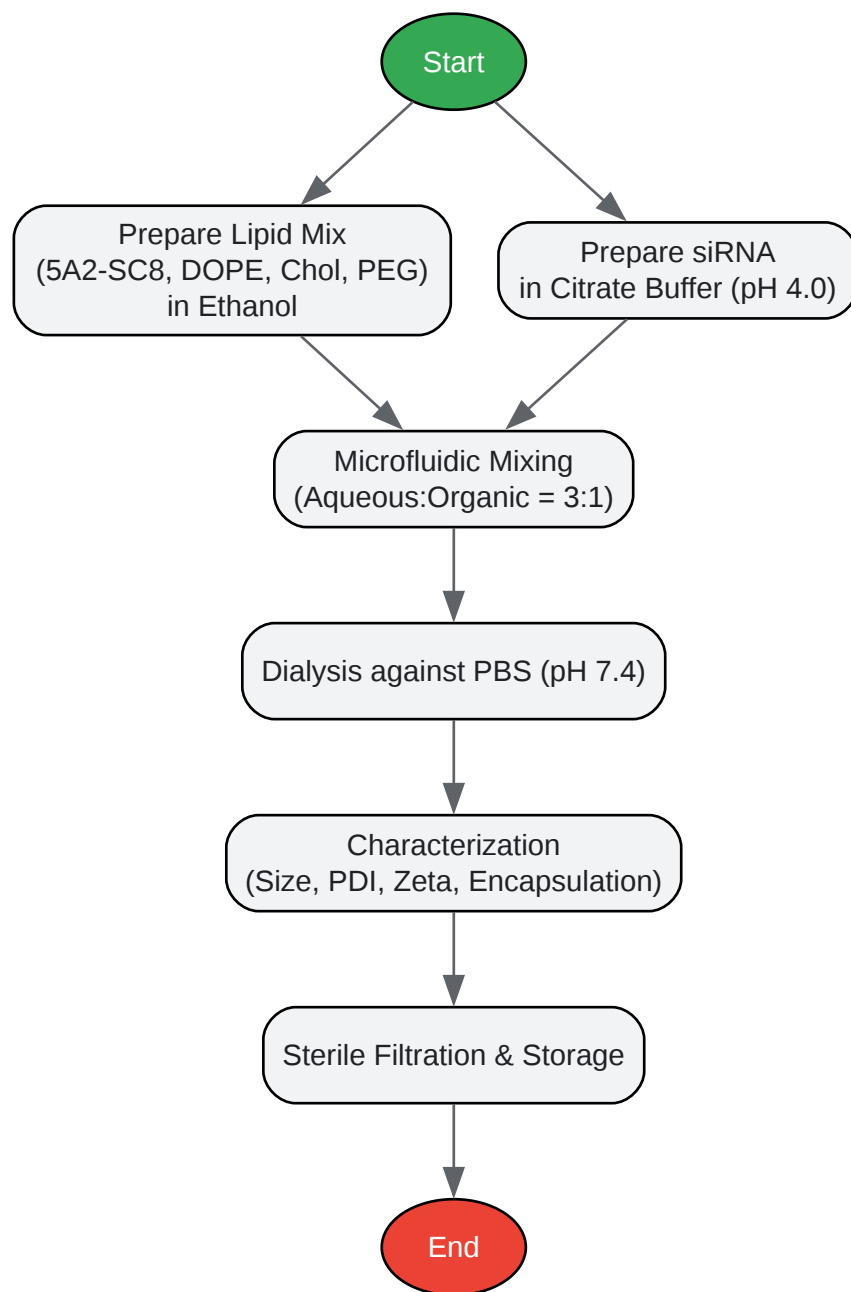 Start
Prepare Lipid Mix
(5A2-SC8, DOPE, Chol, PEG)
in Ethanol
Prepare siRNA
in Citrate Buffer (pH 4.0)
Microfluidic Mixing
(Aqueous:Organic = 3:1)
Dialysis against PBS (pH 7.4)
Characterization
(Size, PDI, Zeta, Encapsulation)
Sterile Filtration & Storage
End